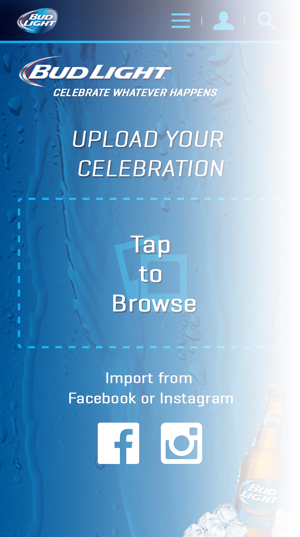 BUD
LIGHT
BUD LIGHT
CELEBRATE WHATEVER HAPPENS
UPLOAD YOUR
CELEBRATION
Tap
to
Browse
Import from
Facebook or Instagram
BUD
LIGHT